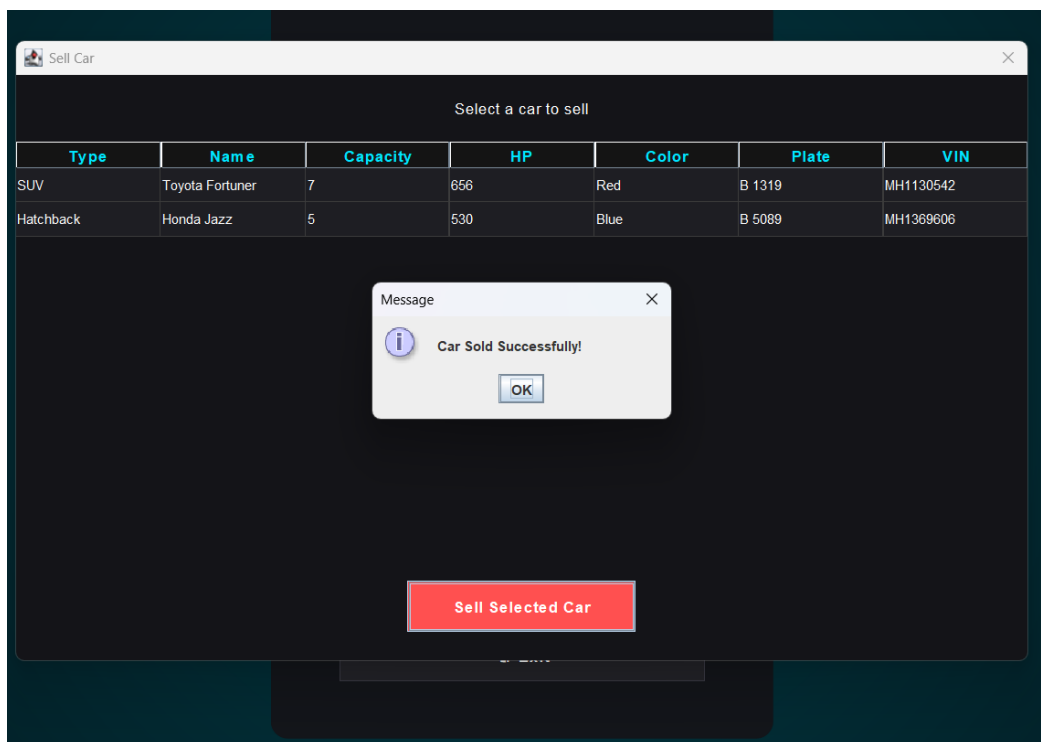 Sell Car
Select a car to sell
Type Name Capacity HP Color Plate VIN
SUV Toyota Fortuner 7 656 Red B 1319 MH1130542
Hatchback Honda Jazz 5 530 Blue B 5089 MH1369606
Message
Car Sold Successfully!
OK
Sell Selected Car